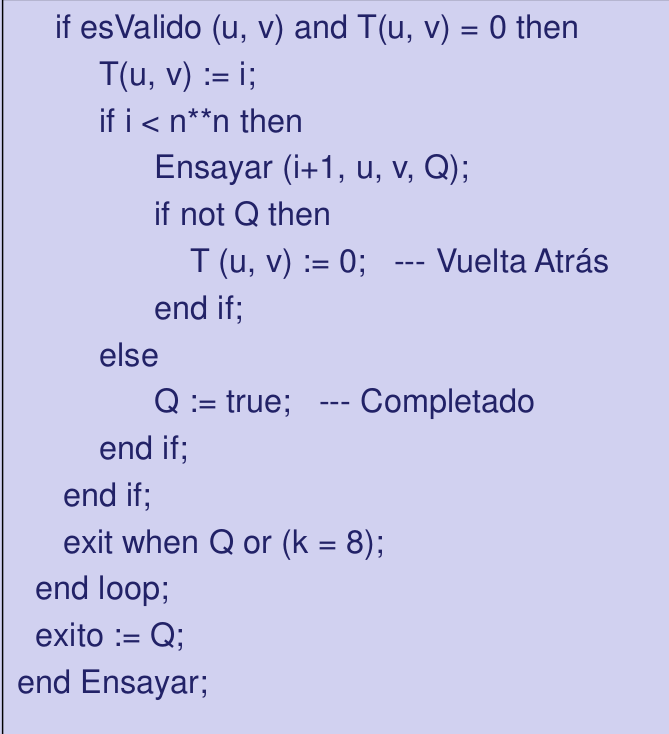 if esValido (u, v) and T(u, v) = 0 then
T(u, v) := i;
if i < n**n then
Ensayar (i+1, u, v, Q);
if not Q then
T (u, v) := 0;   --- Vuelta Atrás
end if;
else
Q := true;   --- Completado
end if;
end if;
exit when Q or (k = 8);
end loop;
exito := Q;
end Ensayar;